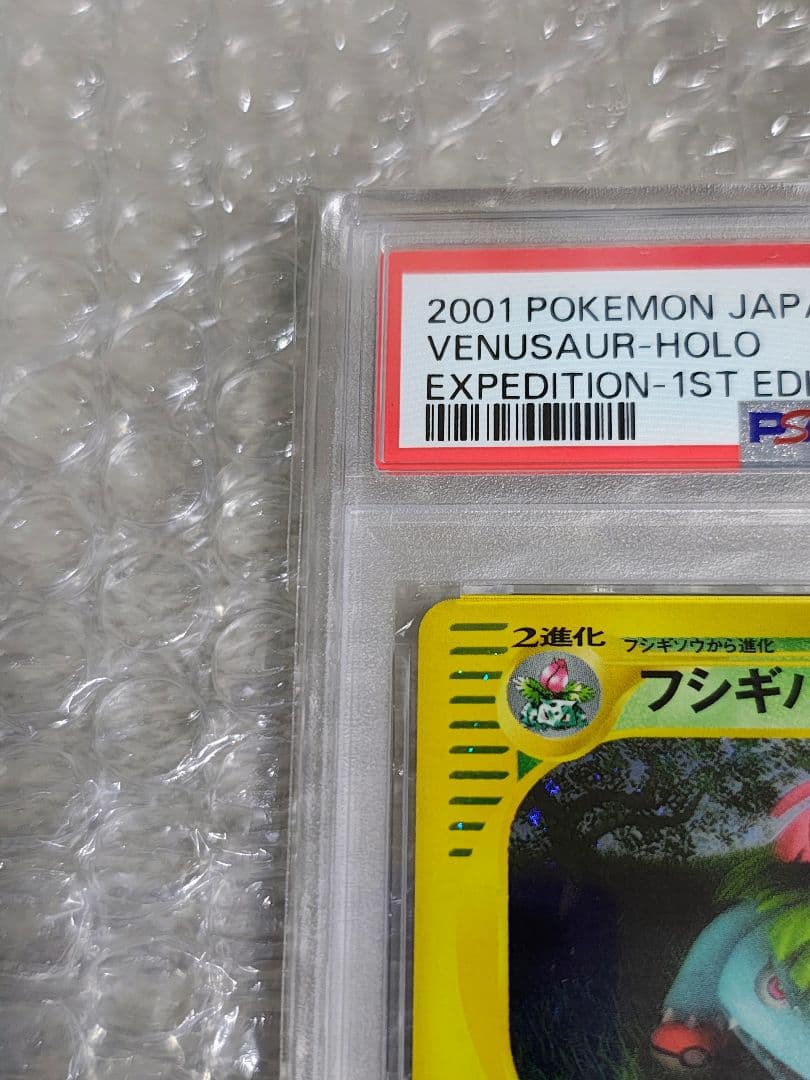 2001 POKEMON JAPA
VENUSAUR-HOLO
EXPEDITION-1ST EDI
PS
2進化
フシギソウから進化
フシギバ